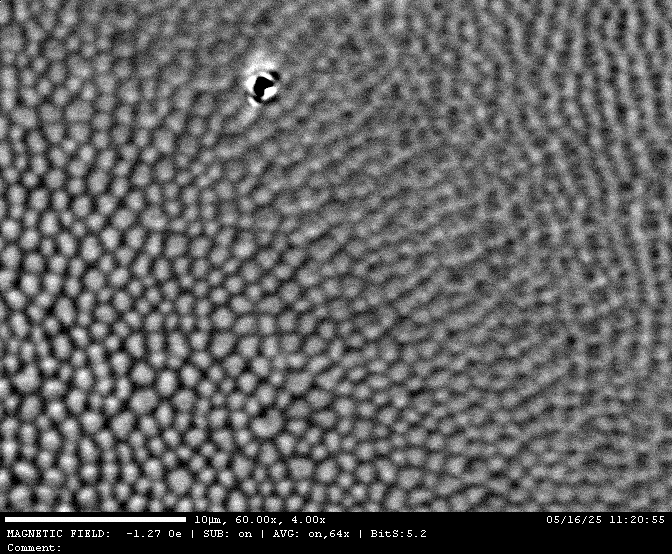 10µm, 60.00x, 4.00x 05/16/25 11:20:55
MAGNETIC FIELD: -1.27 Oe | SUB: on | AVG: on,64x | BitS:5.2
Comment: